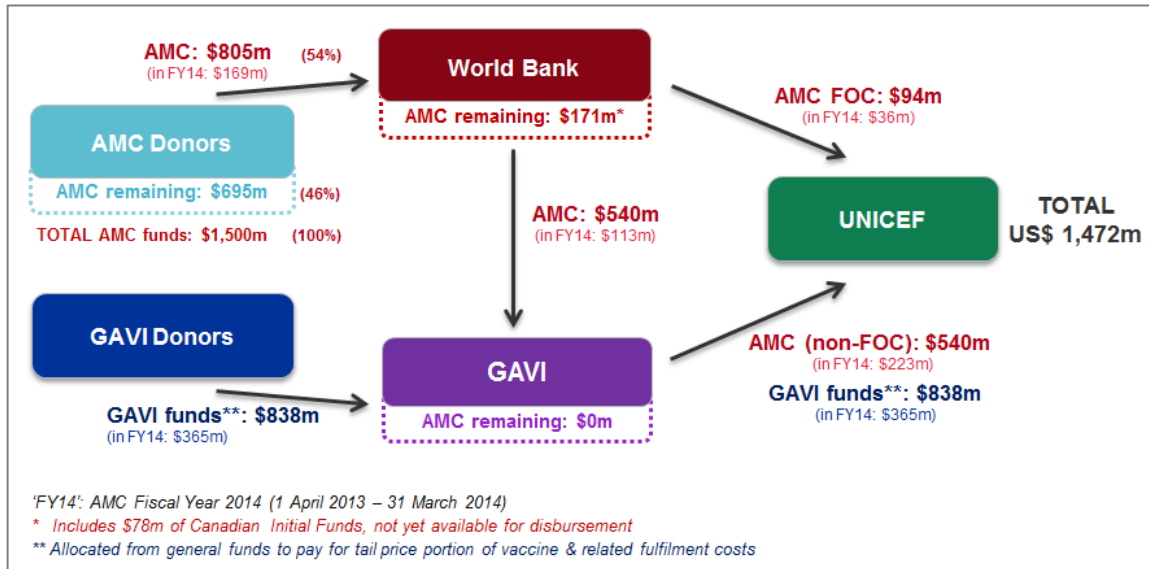 AMC: $805m (54%)
(in FY14: $169m)
World Bank
AMC remaining: $171m*
AMC FOC: $94m
(in FY14: $36m)
AMC Donors
AMC remaining: $695m (46%)
TOTAL AMC funds: $1,500m (100%)
AMC: $540m
(in FY14: $113m)
UNICEF
TOTAL
US$ 1,472m
GAVI Donors
GAVI funds**: $838m
(in FY14: $365m)
GAVI
AMC remaining: $0m
AMC (non-FOC): $540m
(in FY14: $223m)
GAVI funds**: $838m
(in FY14: $365m)
'FY14': AMC Fiscal Year 2014 (1 April 2013 – 31 March 2014)
* Includes $78m of Canadian Initial Funds, not yet available for disbursement
** Allocated from general funds to pay for tail price portion of vaccine & related fulfilment costs